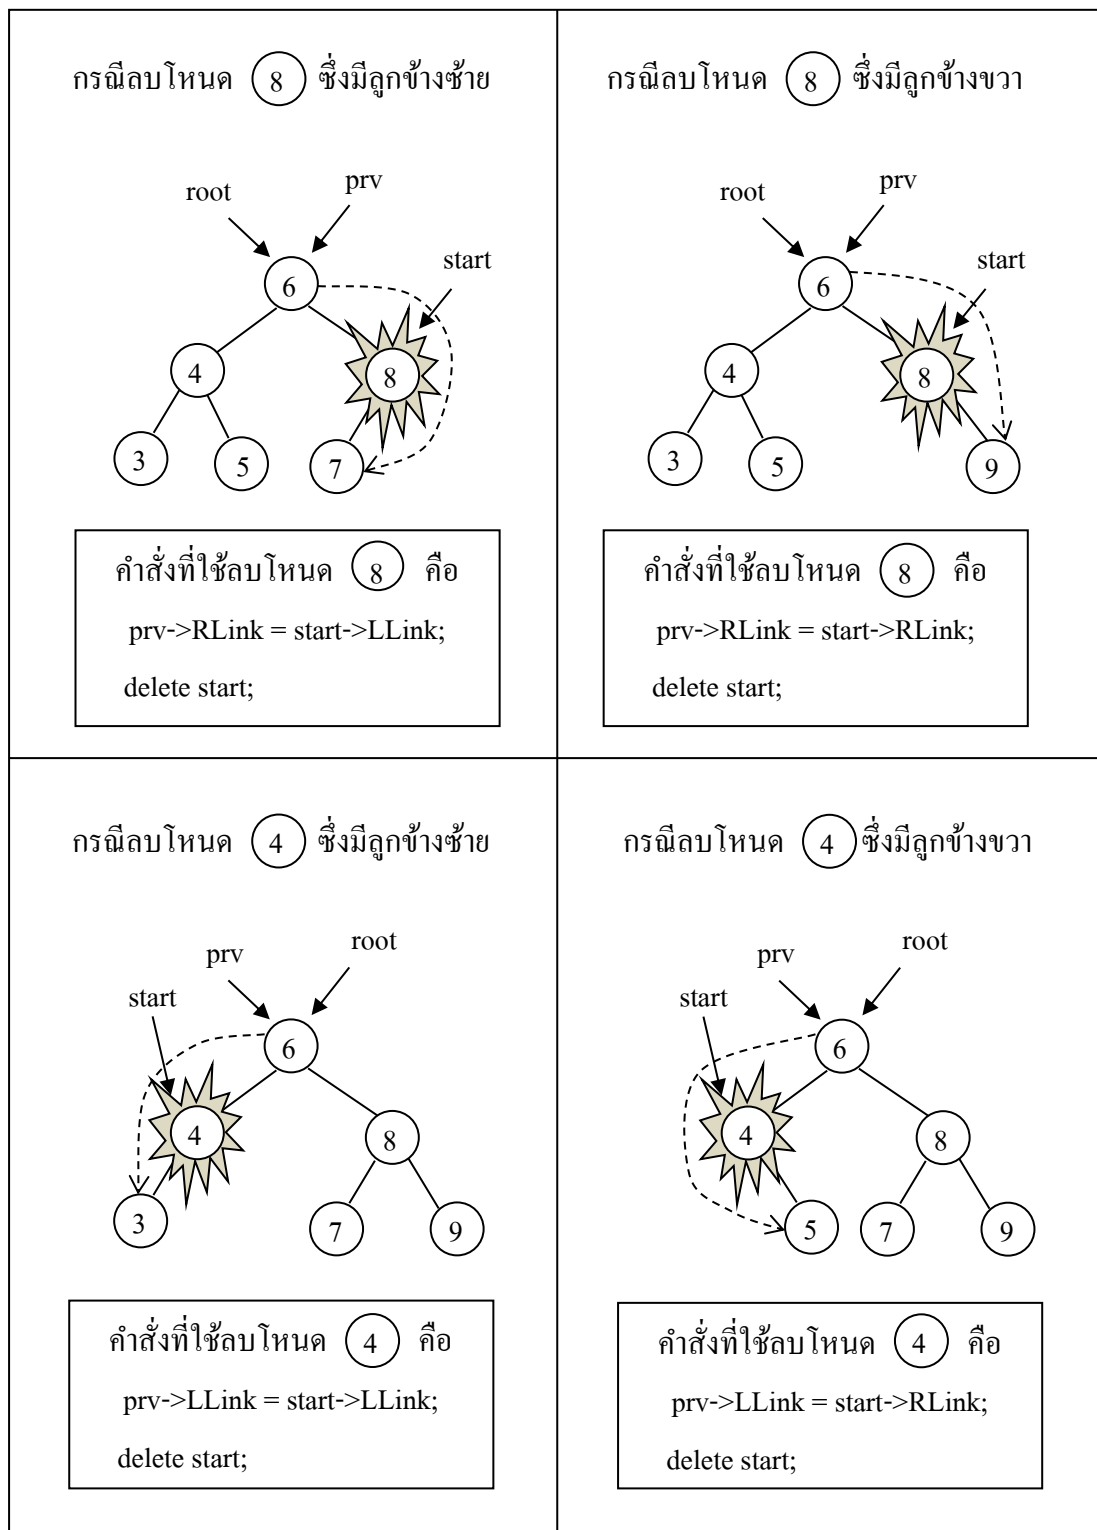 กรณีลบโหนด 8 ซึ่งมีลูกข้างซ้าย
root
prv
start
6
4
8
3
5
7
คำสั่งที่ใช้ลบโหนด 8 คือ
prv->RLink = start->LLink;
delete start;
กรณีลบโหนด 8 ซึ่งมีลูกข้างขวา
root
prv
start
6
4
8
3
5
9
คำสั่งที่ใช้ลบโหนด 8 คือ
prv->RLink = start->RLink;
delete start;
กรณีลบโหนด 4 ซึ่งมีลูกข้างซ้าย
prv
root
start
6
4
8
3
7
9
คำสั่งที่ใช้ลบโหนด 4 คือ
prv->LLink = start->LLink;
delete start;
กรณีลบโหนด 4 ซึ่งมีลูกข้างขวา
prv
root
start
6
4
8
5
7
9
คำสั่งที่ใช้ลบโหนด 4 คือ
prv->LLink = start->RLink;
delete start;